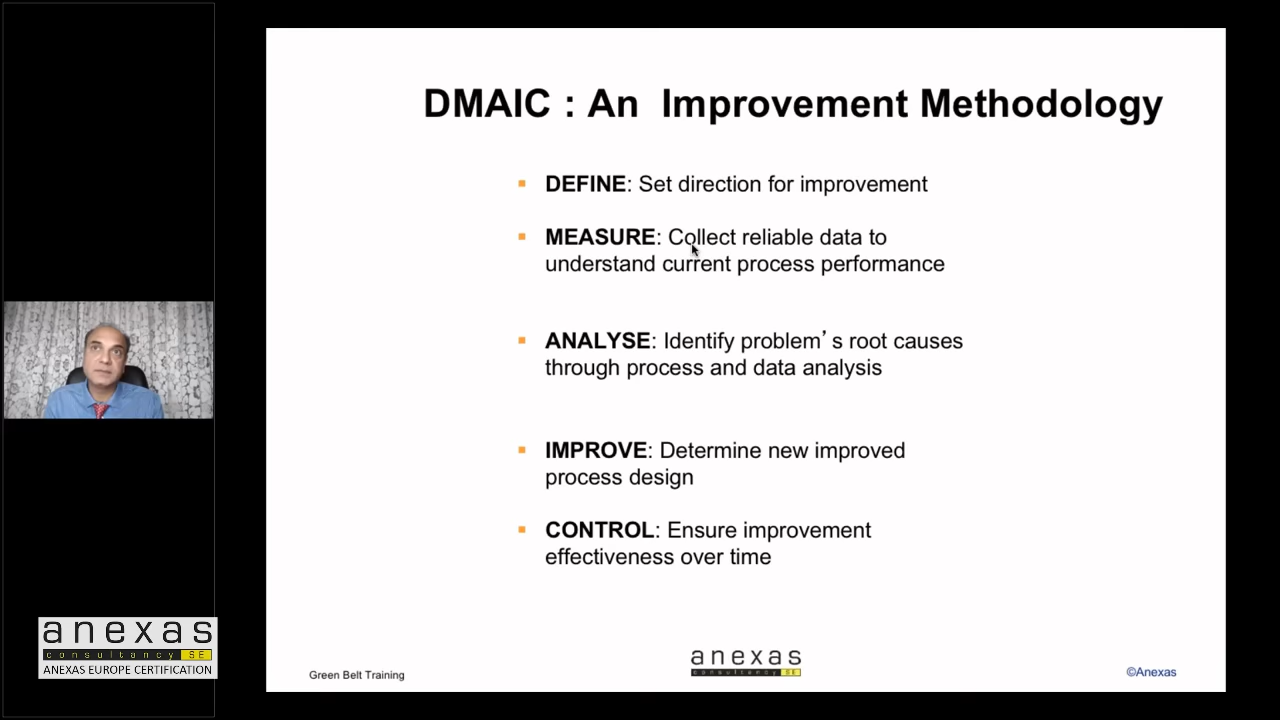 DMAIC : An  Improvement Methodology
DEFINE: Set direction for improvement
MEASURE: Collect reliable data to
understand current process performance
ANALYSE: Identify problem’s root causes
through process and data analysis
IMPROVE: Determine new improved
process design
CONTROL: Ensure improvement
effectiveness over time
anexas
consultancy SE
ANEXAS EUROPE CERTIFICATION
Green Belt Training
anexas
consultancy SE
©Anexas